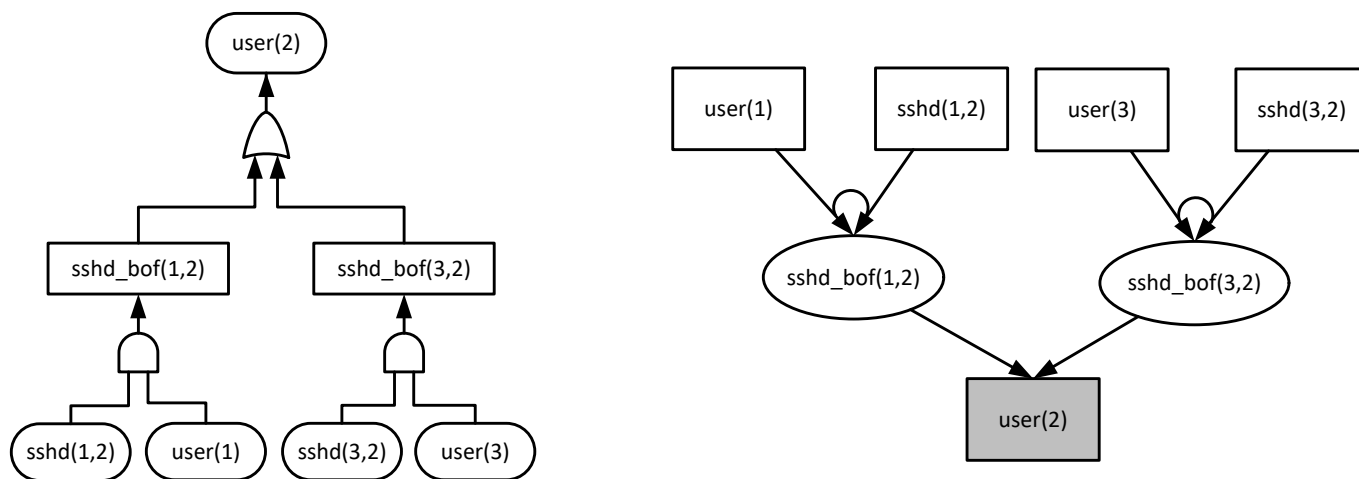 user(2)
sshd_bof(1,2)
sshd_bof(3,2)
sshd(1,2)
user(1)
sshd(3,2)
user(3)
user(1)
sshd(1,2)
user(3)
sshd(3,2)
sshd_bof(1,2)
sshd_bof(3,2)
user(2)